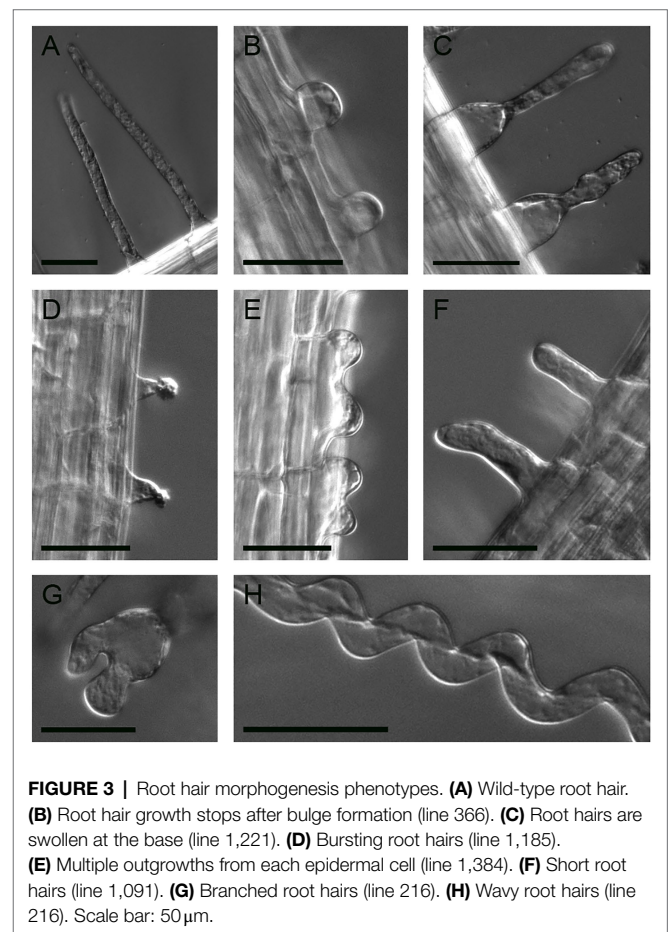 A
B
C
D
E
F
G
H
FIGURE 3 | Root hair morphogenesis phenotypes. (A) Wild-type root hair.
(B) Root hair growth stops after bulge formation (line 366). (C) Root hairs are
swollen at the base (line 1,221). (D) Bursting root hairs (line 1,185).
(E) Multiple outgrowths from each epidermal cell (line 1,384). (F) Short root
hairs (line 1,091). (G) Branched root hairs (line 216). (H) Wavy root hairs (line
216). Scale bar: 50 μm.